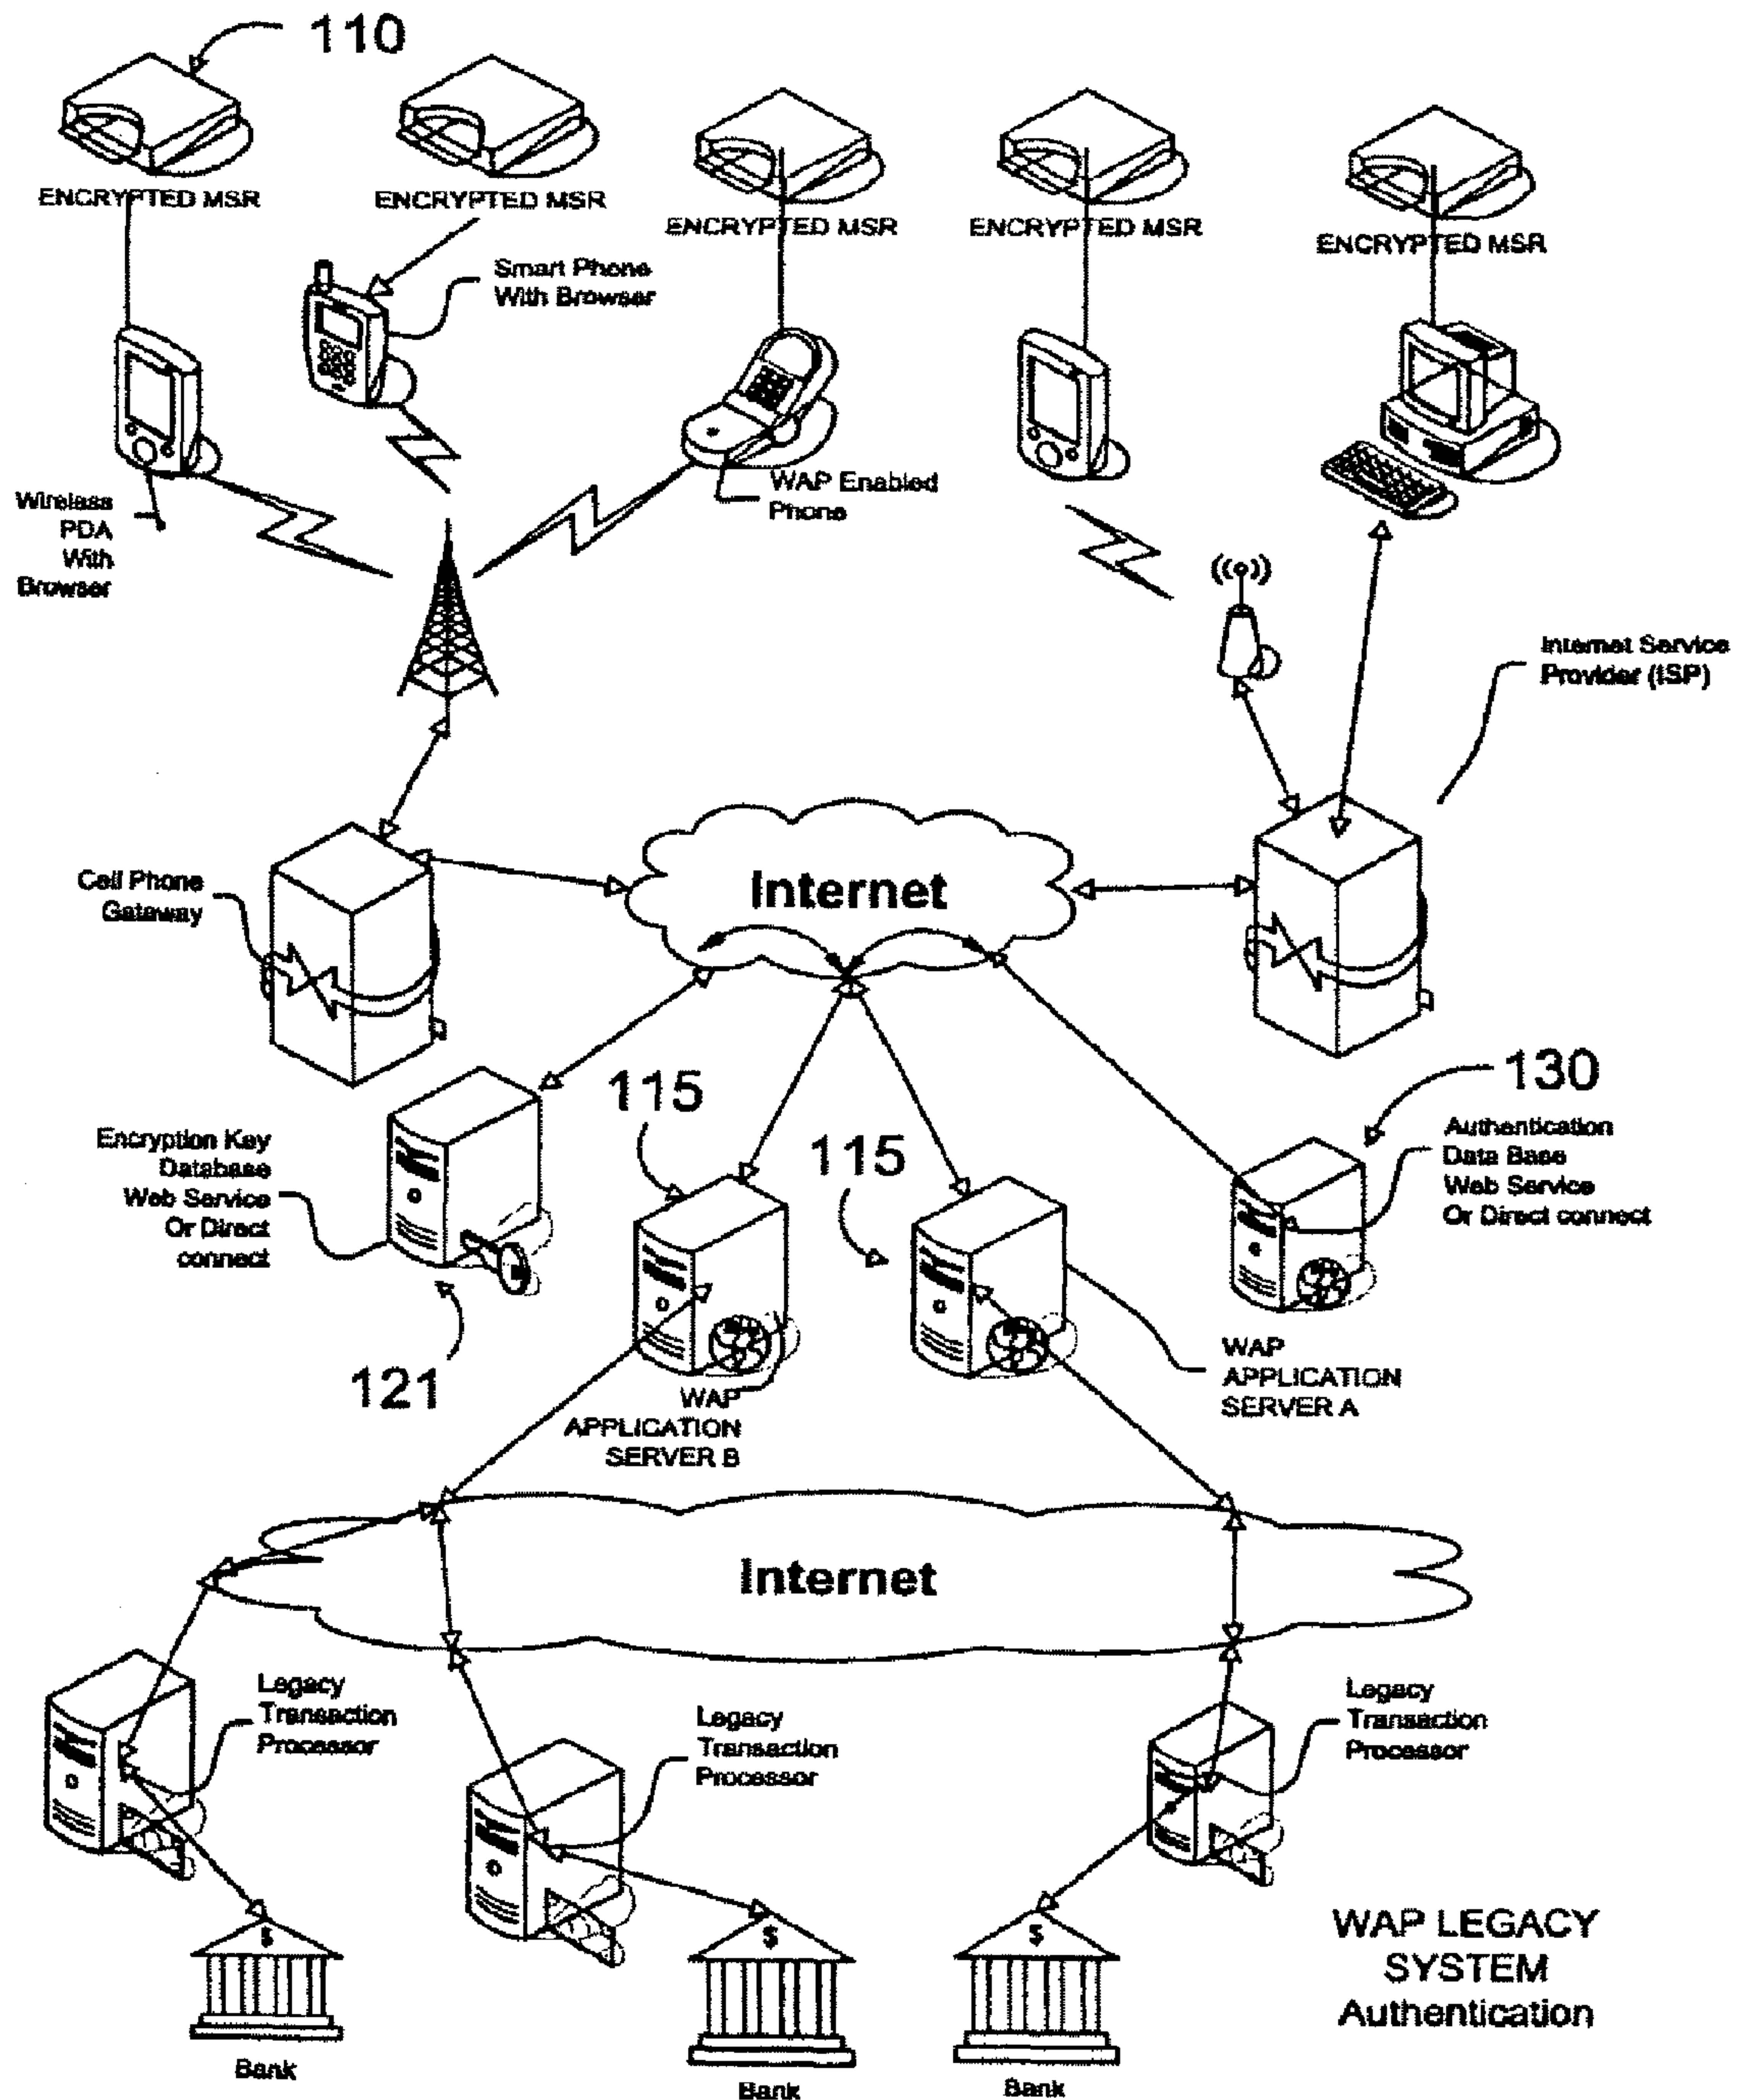 110
ENCRYPTED MSR
ENCRYPTED MSR
ENCRYPTED MSR
ENCRYPTED MSR
ENCRYPTED MSR
Smart Phone
With Browser
WAP Enabled
Phone
Wireless
PDA
With
Browser
Internet Service
Provider (ISP)
Cell Phone
Gateway
Internet
115
115
130
Encryption Key
Database
Web Service
Or Direct
connect
Authentication
Data Base
Web Service
Or Direct connect
121
WAP
APPLICATION
SERVER B
WAP
APPLICATION
SERVER A
Internet
Legacy
Transaction
Processor
Legacy
Transaction
Processor
Legacy
Transaction
Processor
$
$
$
Bank
Bank
Bank
WAP LEGACY
SYSTEM
Authentication